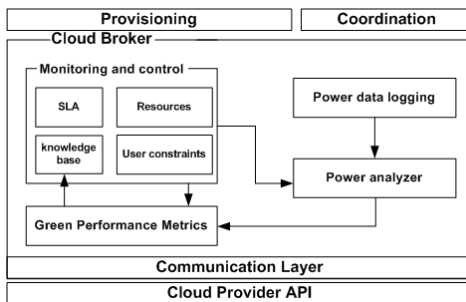 Provisioning
Coordination
Cloud Broker
Monitoring and control
SLA
Resources
knowledge
base
User constraints
Power data logging
Power analyzer
Green Performance Metrics
Communication Layer
Cloud Provider API